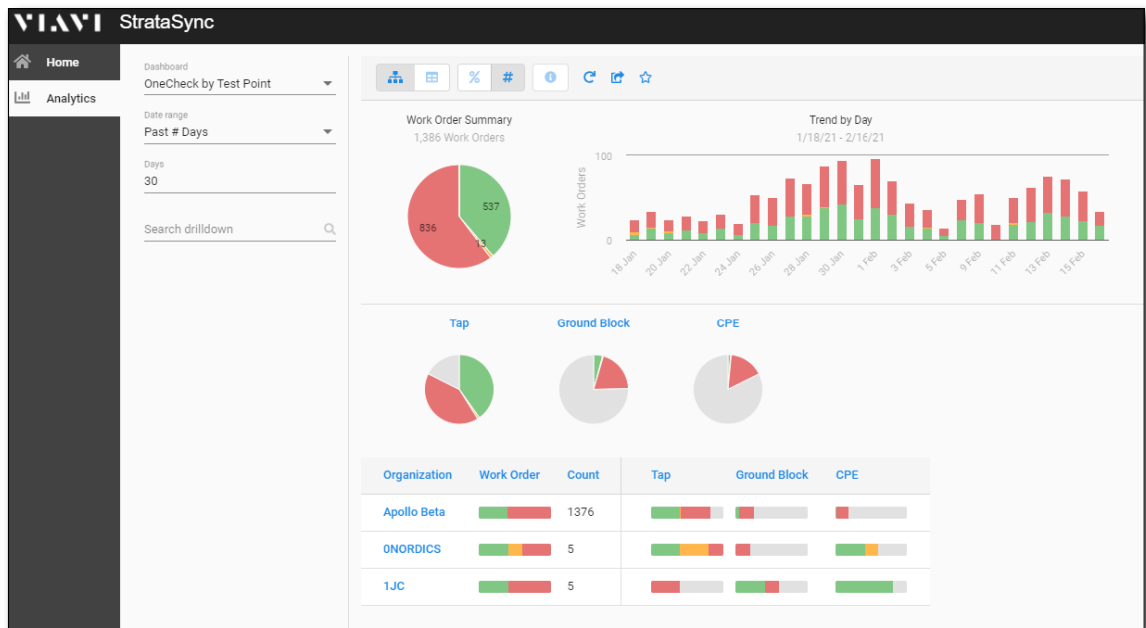 VIAVI StrataSync
Home
Analytics
Dashboard
OneCheck by Test Point
Date range
Past # Days
Days
30
Search drilldown
% #
Work Order Summary
1,386 Work Orders
537
836
13
Trend by Day
1/18/21 - 2/16/21
Work Orders
100
0
18 Jan 20 Jan 22 Jan 24 Jan 26 Jan 28 Jan 30 Jan 1 Feb 3 Feb 5 Feb 9 Feb 11 Feb 13 Feb 15 Feb
Tap Ground Block CPE
Organization Work Order Count Tap Ground Block CPE
Apollo Beta 1376
0NORDICS 5
1JC 5